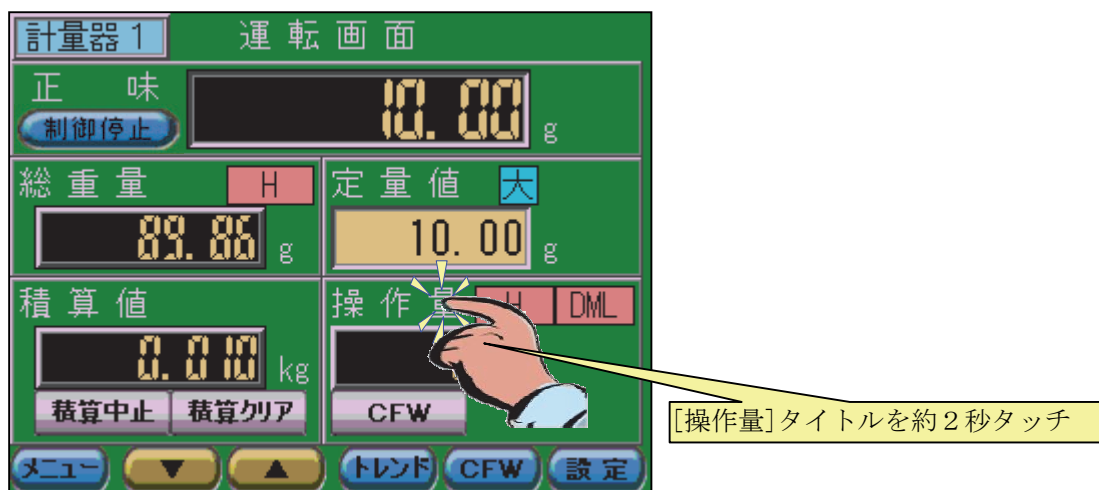 計量器1 運転画面
正味 10.00 g
制御停止
総重量 H 定量値 大
89.86 g 10.00 g
積算値 操作量 H DML
0.010 kg
積算中止 積算クリア CFW
[操作量]タイトルを約2秒タッチ
メニュー ▼ ▲ トレンド CFW 設定